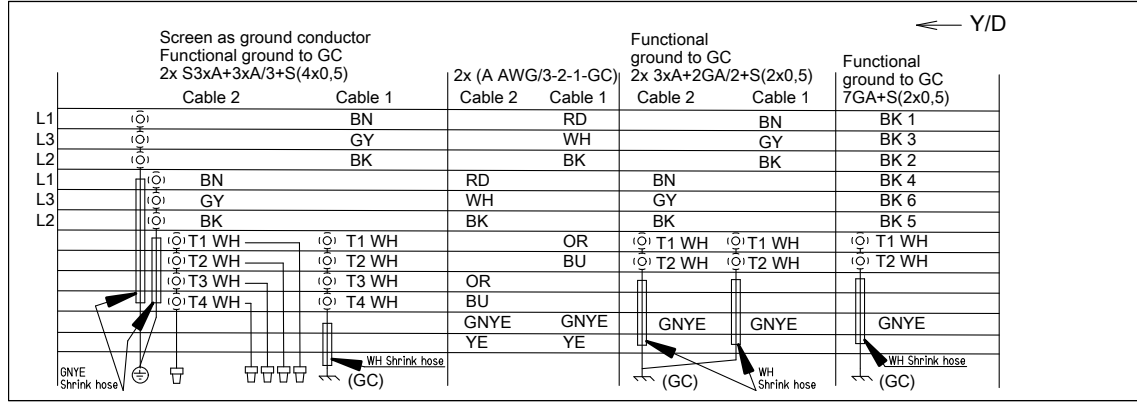 Y/D
Screen as ground conductor
Functional ground to GC
2x S3xA+3xA/3+S(4x0,5)
2x (A AWG/3-2-1-GC)
Functional
ground to GC
2x 3xA+2GA/2+S(2x0,5)
Functional
ground to GC
7GA+S(2x0,5)
Cable 2 Cable 1 Cable 2 Cable 1 Cable 2 Cable 1
L1 BN RD BN BK 1
L3 GY WH GY BK 3
L2 BK BK BK BK 2
L1 BN RD BN BK 4
L3 GY WH GY BK 6
L2 BK BK BK BK 5
T1 WH T1 WH OR T1 WH T1 WH T1 WH
T2 WH T2 WH BU T2 WH T2 WH T2 WH
T3 WH T3 WH OR
T4 WH T4 WH BU
GNYE GNYE GNYE GNYE GNYE
YE YE
GNYE
Shrink hose
WH Shrink hose
(GC)
(GC)
WH
Shrink hose
WH Shrink hose
(GC)